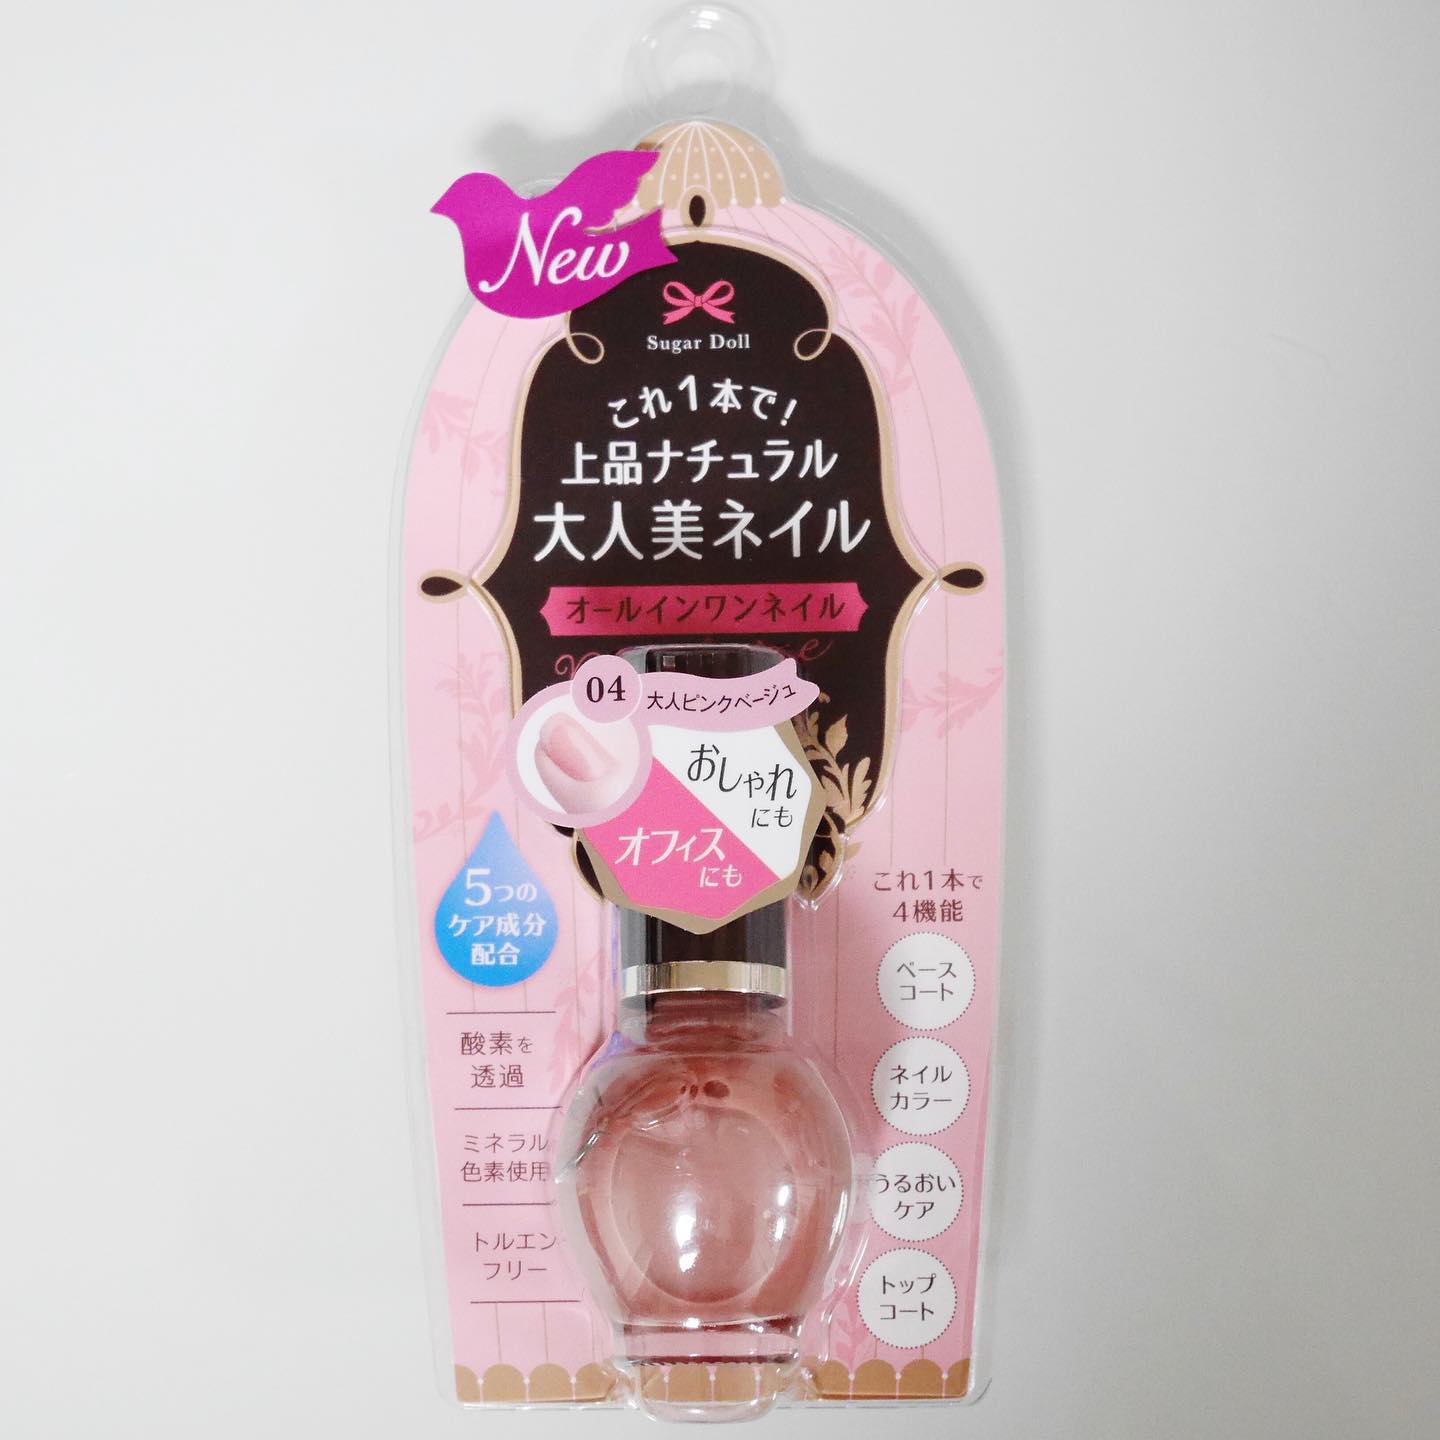 New
Sugar Doll
これ1本で!
上品ナチュラル
大人美ネイル
オールインワンネイル
04
大人ピンクベージュ
おしゃれ
にも
オフィス
にも
5つの
ケア成分
配合
酸素を
透過
ミネラル
色素使用
トルエン
フリー
これ1本で
4機能
ベース
コート
ネイル
カラー
うるおい
ケア
トップ
コート